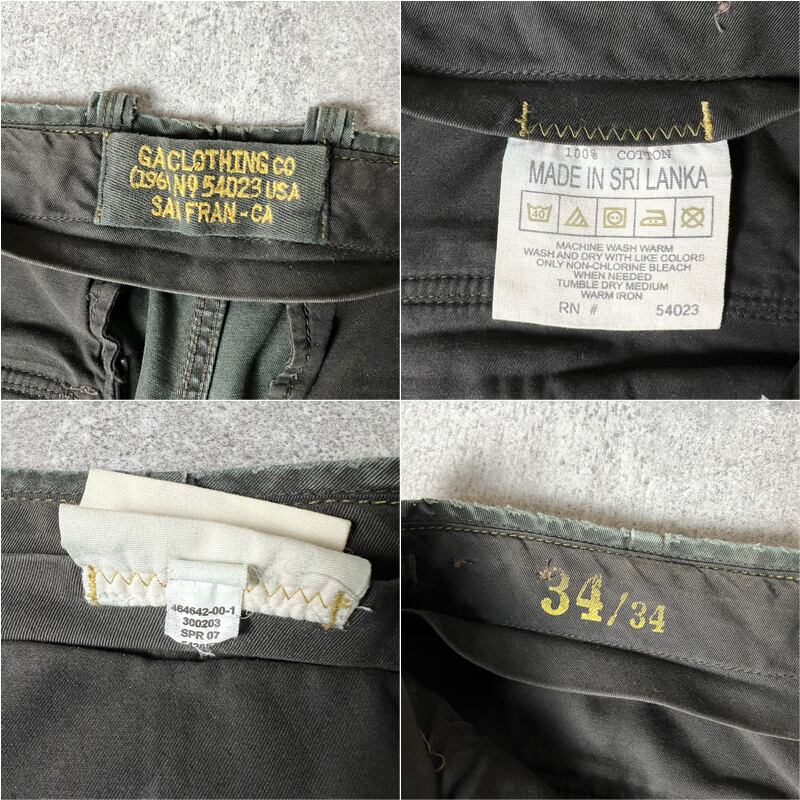 GACLOTHING CO
(196) Nº 54023 USA
SAI FRAN - CA
100% COTTON
MADE IN SRI LANKA
40
MACHINE WASH WARM
WASH AND DRY WITH LIKE COLORS
ONLY NON-CHLORINE BLEACH
WHEN NEEDED
TUMBLE DRY MEDIUM
WARM IRON
RN # 54023
464642-00-1
300203
SPR 07
34/34